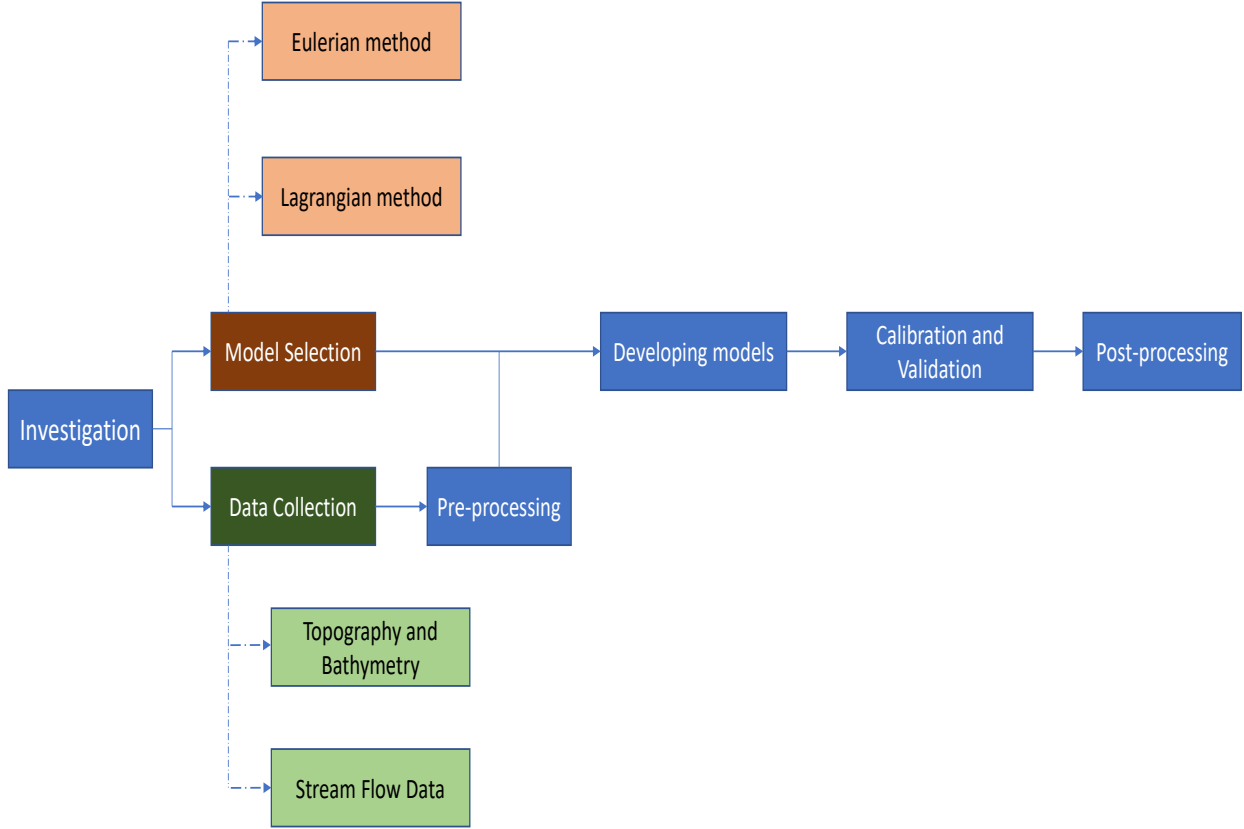 Eulerian method
Lagrangian method
Model Selection
Developing models
Calibration and
Validation
Post-processing
Investigation
Data Collection
Pre-processing
Topography and
Bathymetry
Stream Flow Data